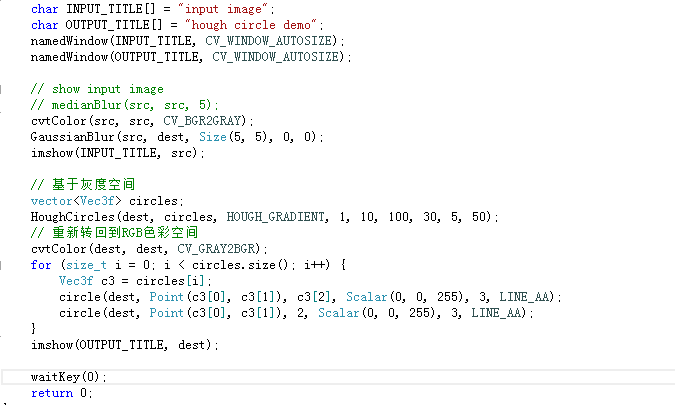 char INPUT_TITLE[] = "input image";
char OUTPUT_TITLE[] = "hough circle demo";
namedWindow(INPUT_TITLE, CV_WINDOW_AUTOSIZE);
namedWindow(OUTPUT_TITLE, CV_WINDOW_AUTOSIZE);
// show input image
// medianBlur(src, src, 5);
cvtColor(src, src, CV_BGR2GRAY);
GaussianBlur(src, dest, Size(5, 5), 0, 0);
imshow(INPUT_TITLE, src);
// 基于灰度空间
vector<Vec3f> circles;
HoughCircles(dest, circles, HOUGH_GRADIENT, 1, 10, 100, 30, 5, 50);
// 重新转回到RGB色彩空间
cvtColor(dest, dest, CV_GRAY2BGR);
for (size_t i = 0; i < circles.size(); i++) {
Vec3f c3 = circles[i];
circle(dest, Point(c3[0], c3[1]), c3[2], Scalar(0, 0, 255), 3, LINE_AA);
circle(dest, Point(c3[0], c3[1]), 2, Scalar(0, 0, 255), 3, LINE_AA);
}
imshow(OUTPUT_TITLE, dest);
waitKey(0);
return 0;